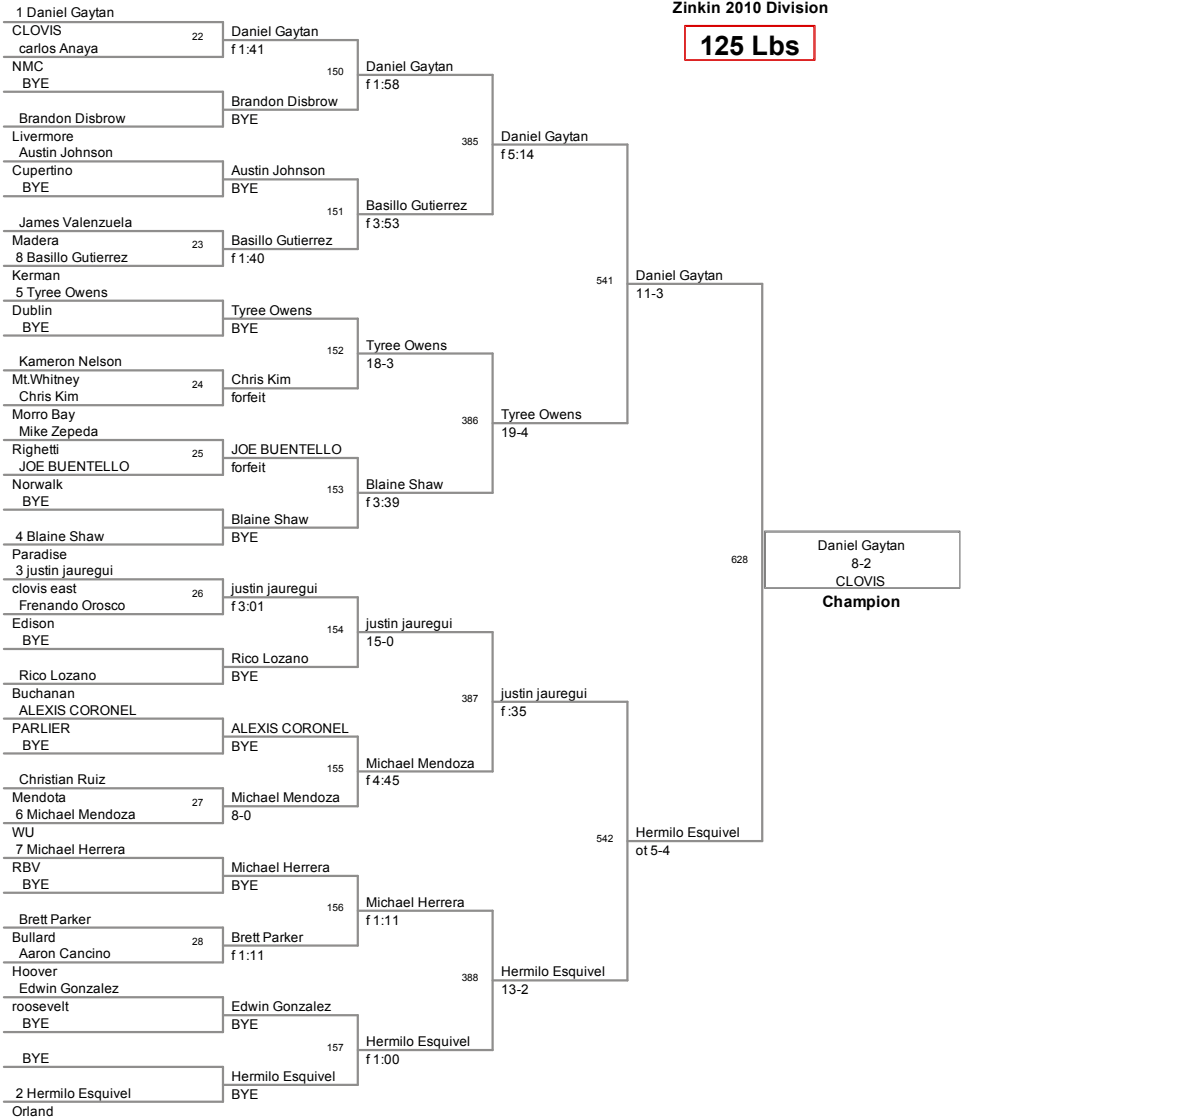 Zinkin 2010 Division
125 Lbs
1 Daniel Gaytan
CLOVIS
carlos Anaya
NMC
BYE
Brandon Disbrow
Livermore
Austin Johnson
Cupertino
BYE
James Valenzuela
Madera
8 Basillo Gutierrez
Kerman
5 Tyree Owens
Dublin
BYE
Kameron Nelson
Mt.Whitney
Chris Kim
Morro Bay
Mike Zepeda
Righetti
JOE BUENTELLO
Norwalk
BYE
4 Blaine Shaw
Paradise
3 justin jauregui
clovis east
Frenando Orosco
Edison
BYE
Rico Lozano
Buchanan
ALEXIS CORONEL
PARLIER
BYE
Christian Ruiz
Mendota
6 Michael Mendoza
WU
7 Michael Herrera
RBV
BYE
Brett Parker
Bullard
Aaron Cancino
Hoover
Edwin Gonzalez
roosevelt
BYE
BYE
2 Hermilo Esquivel
Orland
22
23
24
25
26
27
28
Daniel Gaytan
f 1:41
Brandon Disbrow
BYE
Austin Johnson
BYE
Basillo Gutierrez
f 1:40
Tyree Owens
BYE
Chris Kim
forfeit
JOE BUENTELLO
forfeit
Blaine Shaw
BYE
justin jauregui
f 3:01
Rico Lozano
BYE
ALEXIS CORONEL
BYE
Michael Mendoza
8-0
Michael Herrera
BYE
Brett Parker
f 1:11
Edwin Gonzalez
BYE
Hermilo Esquivel
BYE
150
151
152
153
154
155
156
157
Daniel Gaytan
f 1:58
Basillo Gutierrez
f 3:53
Tyree Owens
18-3
Blaine Shaw
f 3:39
justin jauregui
15-0
Michael Mendoza
f 4:45
Michael Herrera
f 1:11
Hermilo Esquivel
f 1:00
385
386
387
388
Daniel Gaytan
f 5:14
Tyree Owens
19-4
justin jauregui
f :35
Hermilo Esquivel
13-2
541
542
Daniel Gaytan
11-3
Hermilo Esquivel
ot 5-4
628
Daniel Gaytan
8-2
CLOVIS
Champion